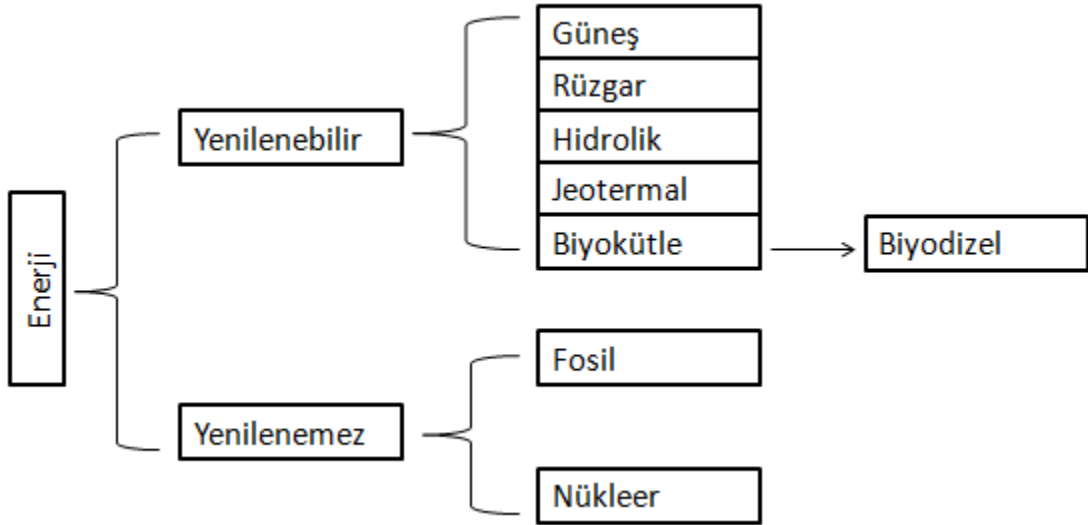 Enerji
Yenilenebilir
Güneş
Rüzgar
Hidrolik
Jeotermal
Biyokütle
Biyodizel
Yenilenemez
Fosil
Nükleer